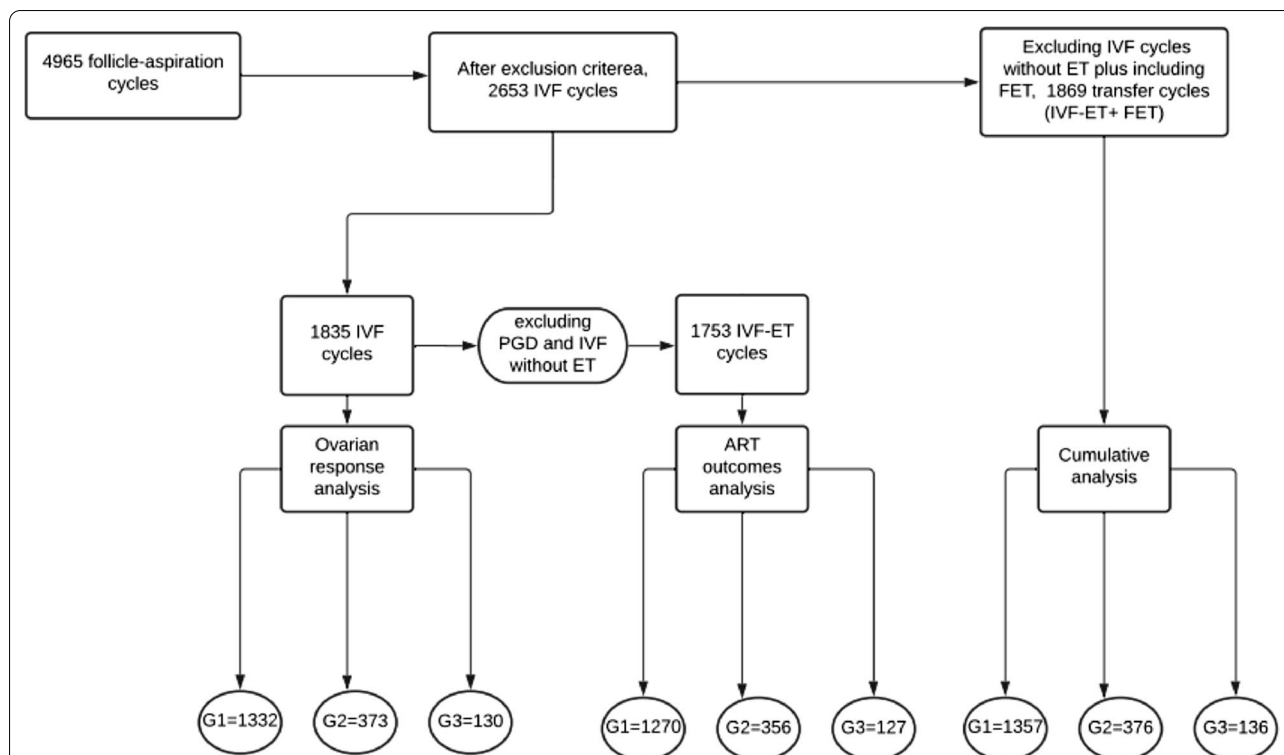 4965 follicle-aspiration
cycles
After exclusion criterea,
2653 IVF cycles
Excluding IVF cycles
without ET plus including
FET, 1869 transfer cycles
(IVF-ET+ FET)
1835 IVF
cycles
excluding
PGD and IVF
without ET
1753 IVF-ET
cycles
Ovarian
response
analysis
ART
outcomes
analysis
Cumulative
analysis
G1=1332
G2=373
G3=130
G1=1270
G2=356
G3=127
G1=1357
G2=376
G3=136